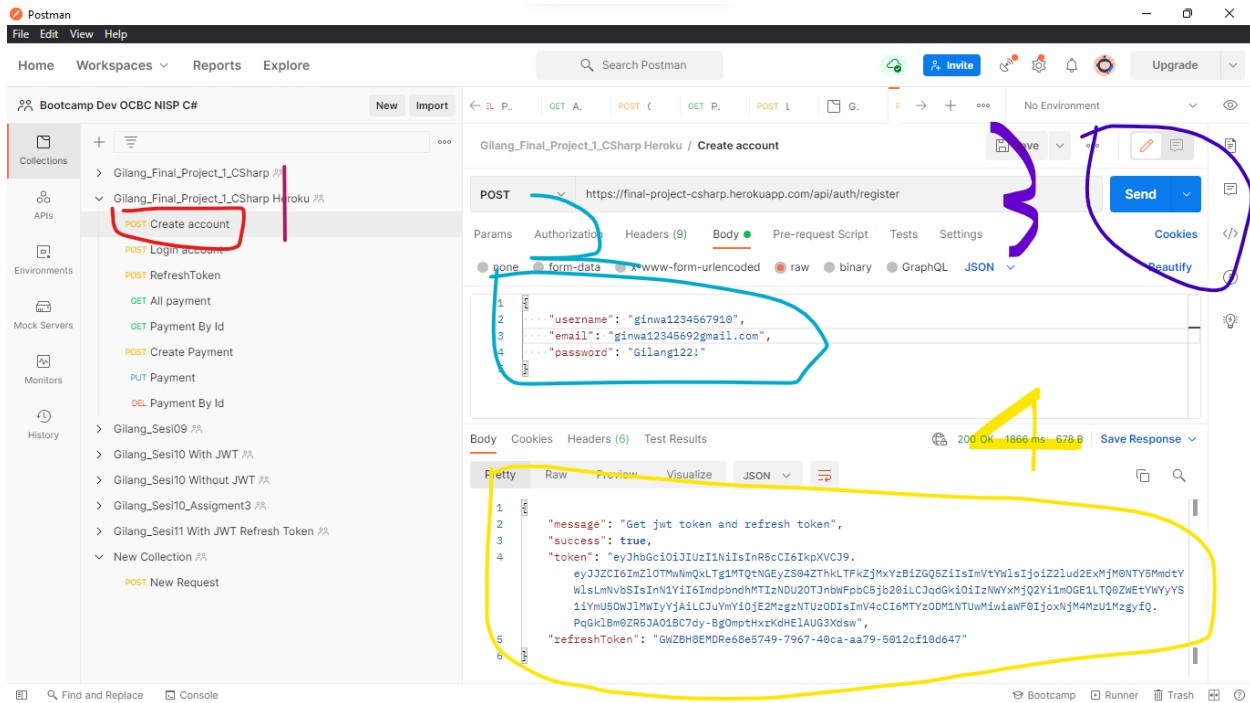 Postman
File Edit View Help
Home Workspaces Reports Explore
Search Postman
Invite
Upgrade
Bootcamp Dev OCBC NISP C#
New Import
P..
GET A.
POST (
GET P.
POST L
G.
No Environment
Collections
APIs
Environments
Mock Servers
Monitors
History
Gilang_Final_Project_1_CSharp
Gilang_Final_Project_1_CSharp Heroku
POST Create account
POST Login account
POST RefreshToken
GET All payment
GET Payment By Id
POST Create Payment
PUT Payment
DEL Payment By Id
Gilang_Sesi09
Gilang_Sesi10 With JWT
Gilang_Sesi10 Without JWT
Gilang_Sesi10_Assigment3
Gilang_Sesi11 With JWT Refresh Token
New Collection
POST New Request
Gilang_Final_Project_1_CSharp Heroku / Create account
Save
POST
https://final-project-csharp.herokuapp.com/api/auth/register
Send
Params Authorization Headers (9) Body Pre-request Script Tests Settings
Cookies
none form-data x-www-form-urlencoded raw binary GraphQL JSON
Beautify
1 {
2 "username": "ginwa1234567910",
3 "email": "ginwa12345692gmail.com",
4 "password": "Gilang122!"
5 }
2
3
4
Body Cookies Headers (6) Test Results
200 OK 1866 ms 678 B Save Response
Pretty Raw Preview Visualize JSON
1 {
2 "message": "Get jwt token and refresh token",
3 "success": true,
4 "token": "eyJhbGciOiJIUzI1NiIsInR5cCI6IkpXVCJ9.
"refreshToken": "GWZBH8EMDRe68e5749-7967-40ca-aa79-5012cf10d647"
6 }
Find and Replace Console
Bootcamp Runner Trash